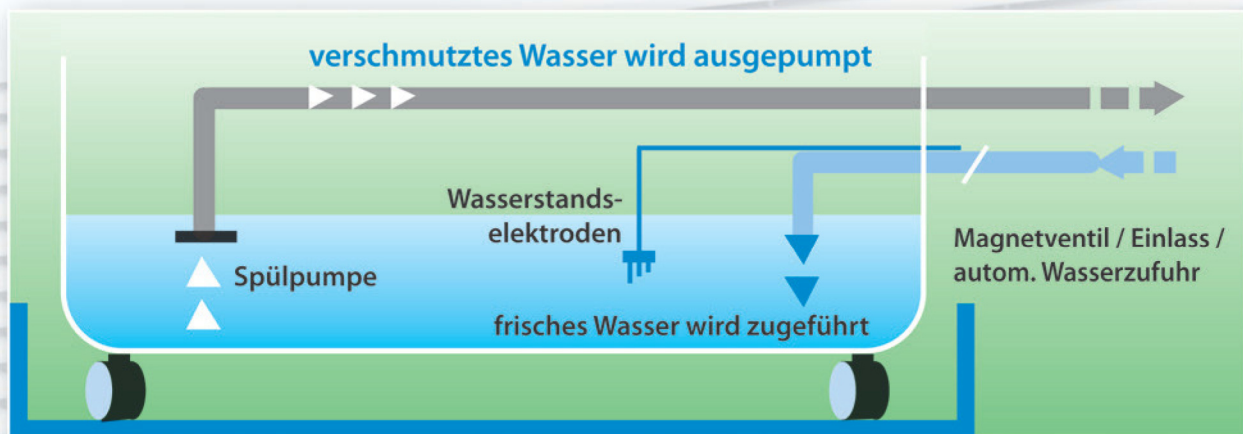 verschmutztes Wasser wird ausgepumpt
Wasserstands-
elektroden
Magnetventil / Einlass /
autom. Wasserzufuhr
Spülpumpe
frisches Wasser wird zugeführt